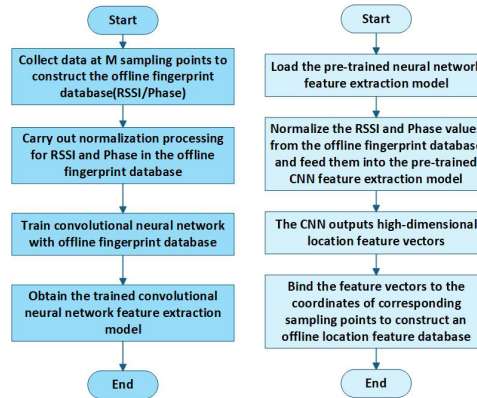 Start
Collect data at M sampling points to
construct the offline fingerprint
database(RSSI/Phase)
Carry out normalization processing
for RSSI and Phase in the offline
fingerprint database
Train convolutional neural network
with offline fingerprint database
Obtain the trained convolutional
neural network feature extraction
model
End
Start
Load the pre-trained neural network
feature extraction model
Normalize the RSSI and Phase values
from the offline fingerprint database
and feed them into the pre-trained
CNN feature extraction model
The CNN outputs high-dimensional
location feature vectors
Bind the feature vectors to the
coordinates of corresponding
sampling points to construct an
offline location feature database
End